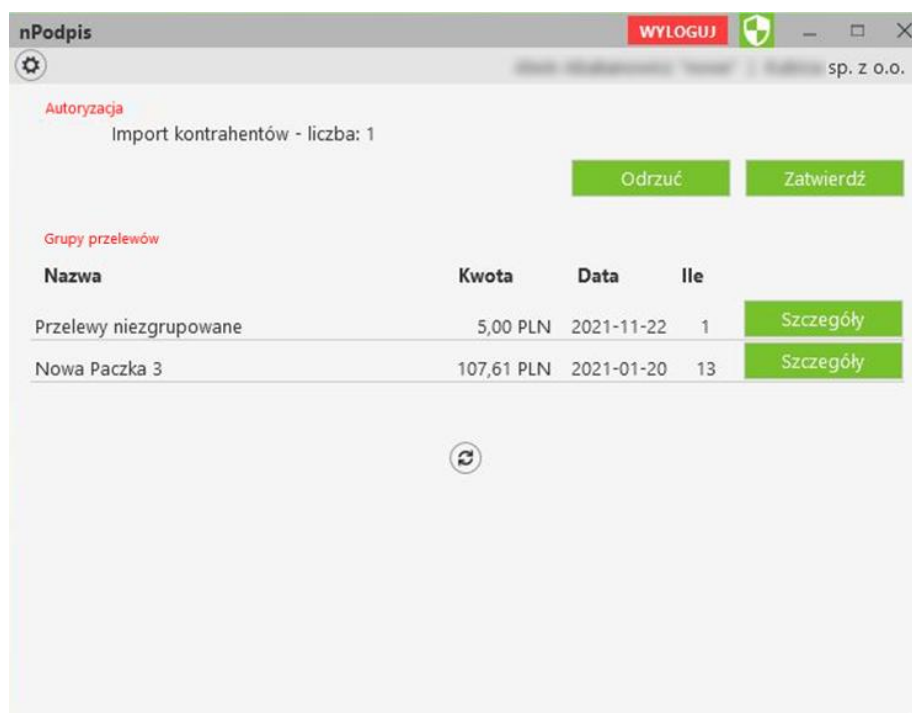 nPodpis WYLOGUJ
sp. z o.o.
Autoryzacja
Import kontrahentów - liczba: 1
Odrzuć Zatwierdź
Grupy przelewów
Nazwa Kwota Data Ile
Przelewy niezgrupowane 5,00 PLN 2021-11-22 1 Szczegóły
Nowa Paczka 3 107,61 PLN 2021-01-20 13 Szczegóły